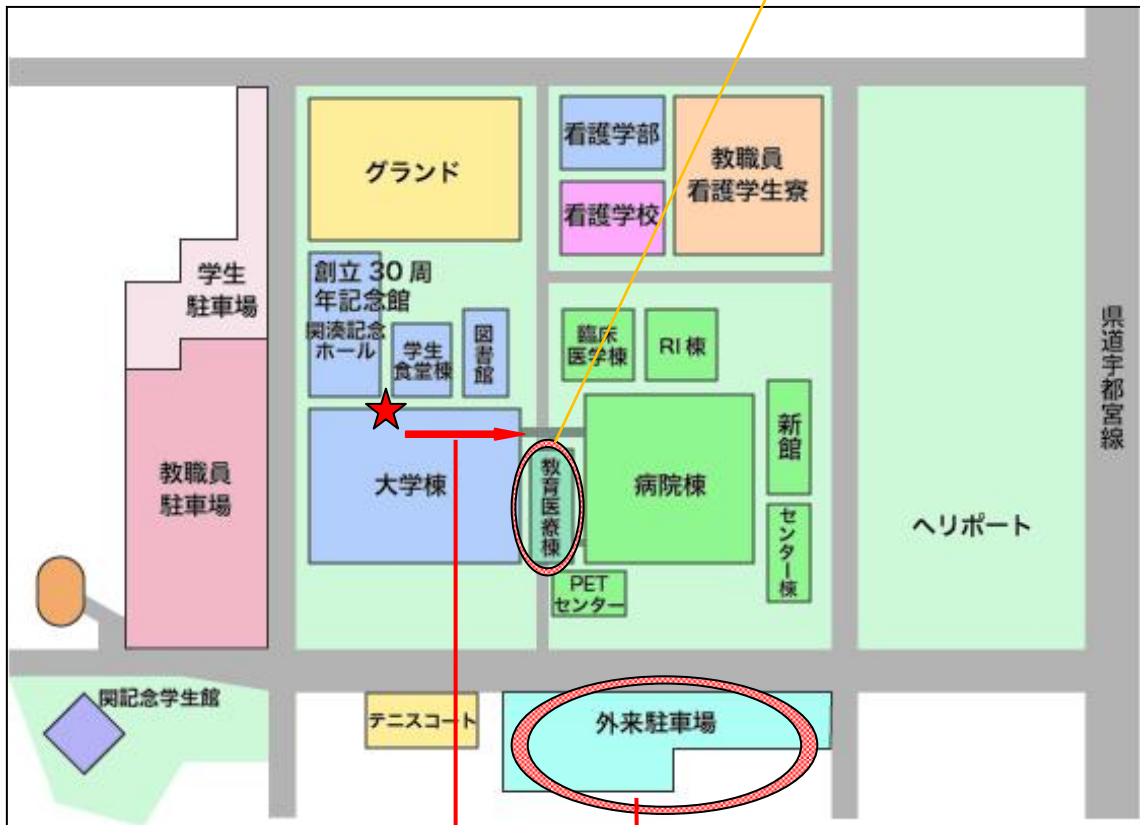 グランド
看護学部
看護学校
教職員
看護学生寮
学生
駐車場
創立 30 周
年記念館
関湊記念
ホール
学生
食堂棟
図書館
臨床
医学棟
RI 棟
県道宇都宮線
教職員
駐車場
大学棟
教育医療棟
病院棟
新館
センター棟
ヘリポート
PET
センター
関記念学生館
テニスコート
外来駐車場